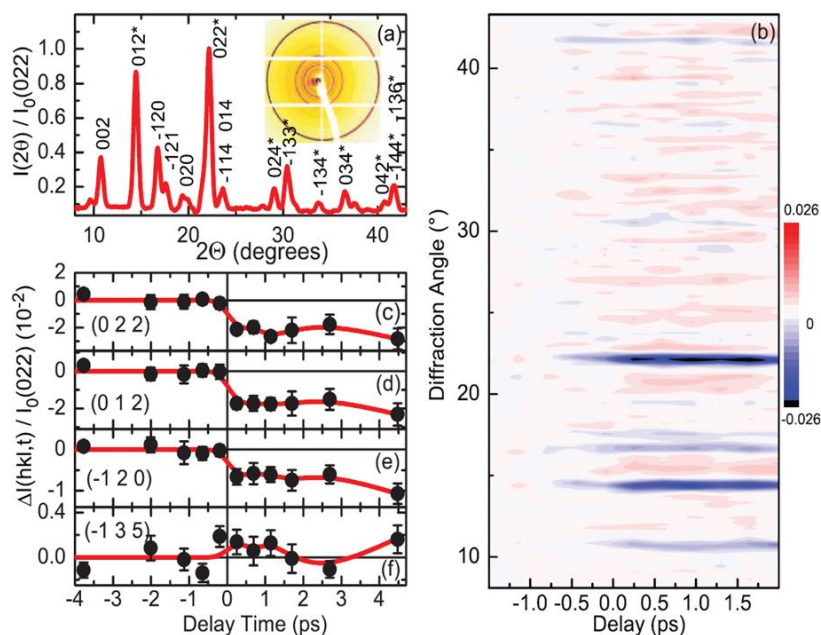 (a)
012*
022*
002
-120
-121
020
-114 014
024*
-133*
-134*
034*
042*
-144*
-136*
I(2θ) / I₀(022)
1.0
0.8
0.6
0.4
0.2
10 20 30 40
2Θ (degrees)
ΔI(hkl,t) / I₀(022) (10⁻²)
2
0
-2
(0 2 2)
(c)
0
-2
(0 1 2)
(d)
0
-1
(-1 2 0)
(e)
0.4
0.0
(-1 3 5)
(f)
-4 -3 -2 -1 0 1 2 3 4 5
Delay Time (ps)
(b)
Diffraction Angle (°)
40
30
20
10
-1.0 -0.5 0.0 0.5 1.0 1.5
Delay (ps)
0.026
0
-0.026